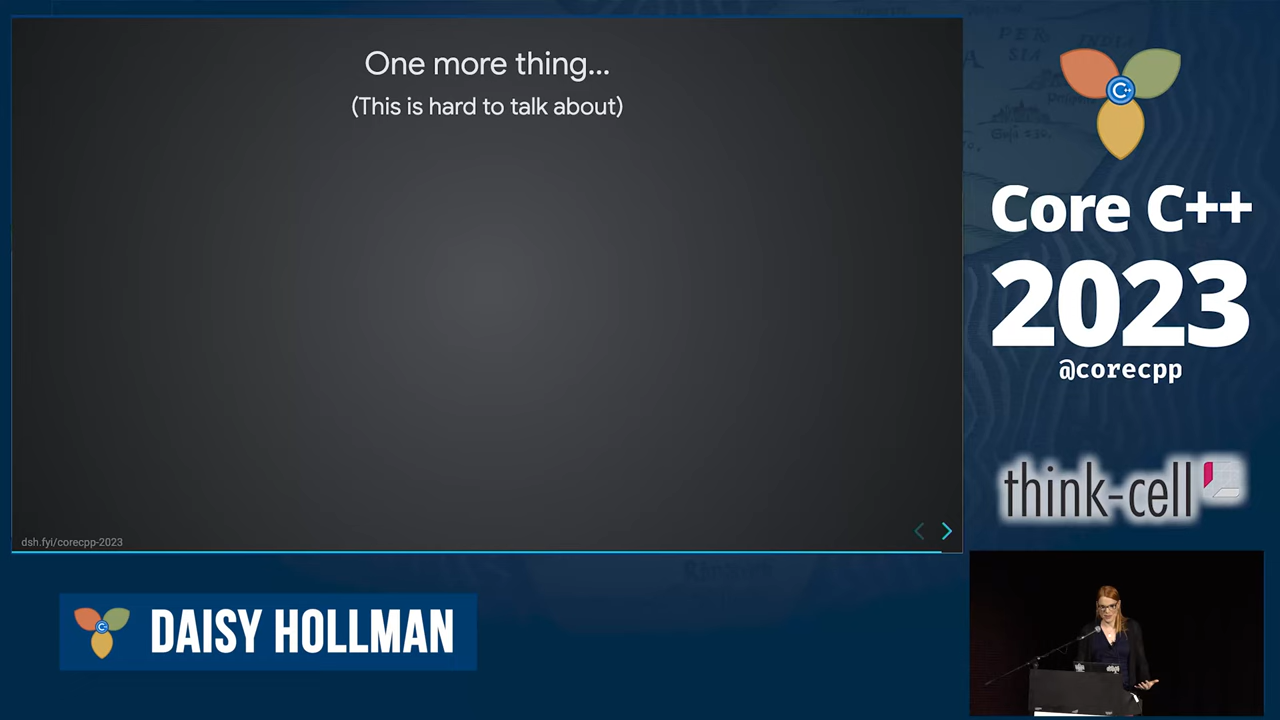 One more thing...
(This is hard to talk about)
dsh.fyi/corecpp-2023
C++
Core C++
2023
@corecpp
think-cell
DAISY HOLLMAN